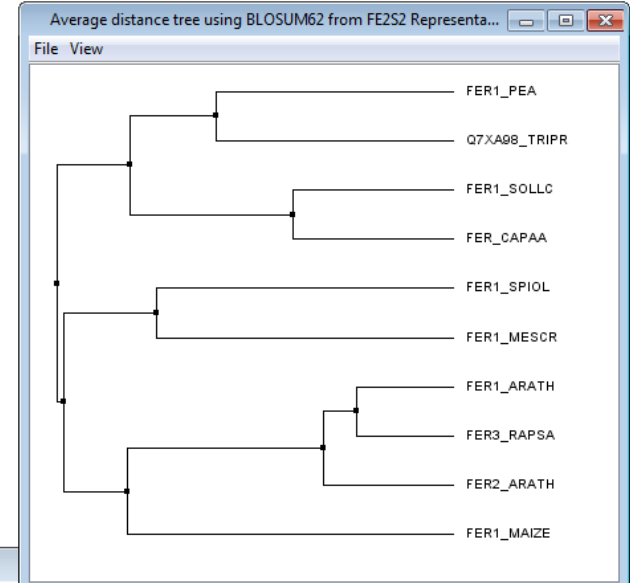 Average distance tree using BLOSUM62 from FE2S2 Representa...
File View
FER1_PEA
Q7XA98_TRIPR
FER1_SOLLC
FER_CAPAA
FER1_SPIOL
FER1_MESCR
FER1_ARATH
FER3_RAPSA
FER2_ARATH
FER1_MAIZE